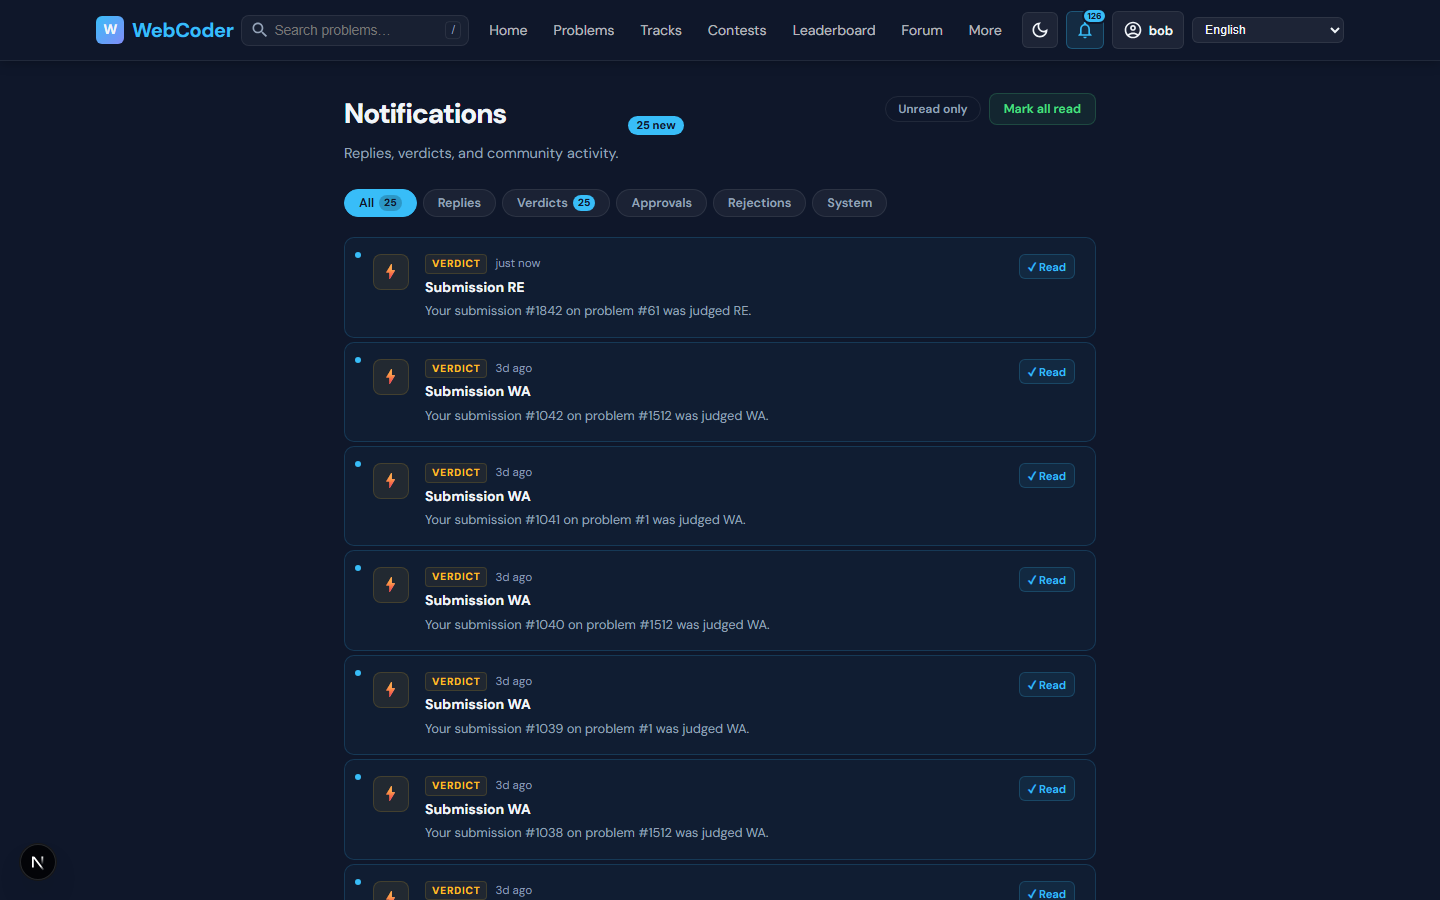 W WebCoder Search problems... / Home Problems Tracks Contests Leaderboard Forum More 126 bob English
Notifications
25 new
Unread only Mark all read
Replies, verdicts, and community activity.
All 25 Replies Verdicts 25 Approvals Rejections System
VERDICT just now ✓ Read
Submission RE
Your submission #1842 on problem #61 was judged RE.
VERDICT 3d ago ✓ Read
Submission WA
Your submission #1042 on problem #1512 was judged WA.
VERDICT 3d ago ✓ Read
Submission WA
Your submission #1041 on problem #1 was judged WA.
VERDICT 3d ago ✓ Read
Submission WA
Your submission #1040 on problem #1512 was judged WA.
VERDICT 3d ago ✓ Read
Submission WA
Your submission #1039 on problem #1 was judged WA.
VERDICT 3d ago ✓ Read
Submission WA
Your submission #1038 on problem #1512 was judged WA.
N
VERDICT 3d ago ✓ Read